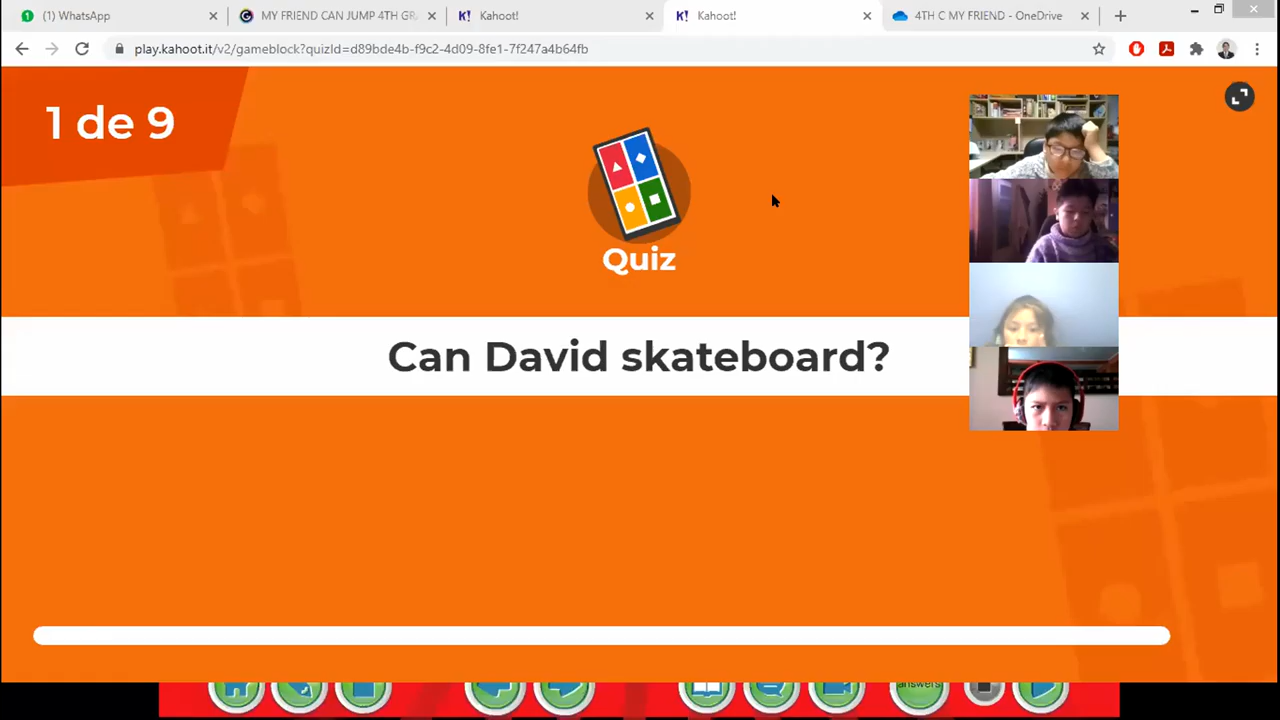 (1) WhatsApp
MY FRIEND CAN JUMP 4TH GR
K! Kahoot!
K! Kahoot!
4TH C MY FRIEND - OneDrive
play.kahoot.it/v2/gameblock?quizId=d89bde4b-f9c2-4d09-8fe1-7f247a4b64fb
1 de 9
Quiz
Can David skateboard?
answers